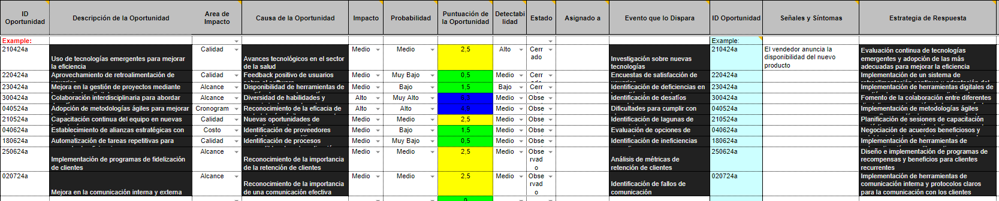 ID Oportunidad	Descripción de la Oportunidad	Area de Impacto	Causa de la Oportunidad	Impacto	Probabilidad	Puntuación de la Oportunidad	Detectabilidad	Estado	Asignado a	Evento que lo Dispara	ID Oportunidad	Señales y Síntomas	Estrategia de Respuesta
Example:	Example:
210424a	Uso de tecnologías emergentes para mejorar la eficiencia	Calidad	Avances tecnológicos en el sector de la salud	Medio	Medio	2,5	Alto	Cerrado	Investigación sobre nuevas tecnologías	210424a	El vendedor anuncia la disponibilidad del nuevo producto	Evaluación continua de tecnologías emergentes y adopción de las más adecuadas para mejorar la eficiencia
220424a	Aprovechamiento de retroalimentación de	Calidad	Feedback positivo de usuarios	Medio	Muy Bajo	0,5	Medio	Cerr	Encuestas de satisfacción de	220424a	Implementación de un sistema de
230424a	Mejora en la gestión de proyectos mediante	Alcance	Disponibilidad de herramientas de	Medio	Bajo	1,5	Bajo	Cerr	Identificación de deficiencias en	230424a	Implementación de herramientas digitales de
300424a	Colaboración interdisciplinaria para abordar	Alcance	Diversidad de habilidades y	Alto	Muy Alto	6,3	Medio	Obse	Identificación de desafíos	300424a	Fomento de la colaboración entre diferentes
040524a	Adopción de metodologías ágiles para mejorar	Cronogram	Reconocimiento de la eficacia de	Alto	Alto	4,9	Medio	Obse	Dificultades para cumplir con	040524a	Implementación de metodologías ágiles
210524a	Capacitación continua del equipo en nuevas	Calidad	Nuevas oportunidades de	Medio	Medio	2,5	Medio	Obse	Identificación de lagunas de	210524a	Planificación de sesiones de capacitación
040624a	Establecimiento de alianzas estratégicas con	Costo	Identificación de proveedores	Medio	Bajo	1,5	Medio	Obse	Evaluación de opciones de	040624a	Negociación de acuerdos beneficiosos y
180624a	Automatización de tareas repetitivas para	Calidad	Identificación de procesos	Medio	Muy Bajo	0,5	Medio	Obse	Identificación de ineficiencias	180624a	Implementación de herramientas de
250624a	Implementación de programas de fidelización de clientes	Alcance	Reconocimiento de la importancia de la retención de clientes	Medio	Medio	2,5	Medio	Observado	Análisis de métricas de retención de clientes	250624a	Diseño e implementación de programas de recompensas y beneficios para clientes recurrentes
020724a	Mejora en la comunicación interna y externa	Alcance	Reconocimiento de la importancia de una comunicación efectiva	Medio	Medio	2,5	Medio	Observado	Identificación de fallos de comunicación	020724a	Implementación de herramientas de comunicación interna y protocolos claros para la comunicación con los clientes
0